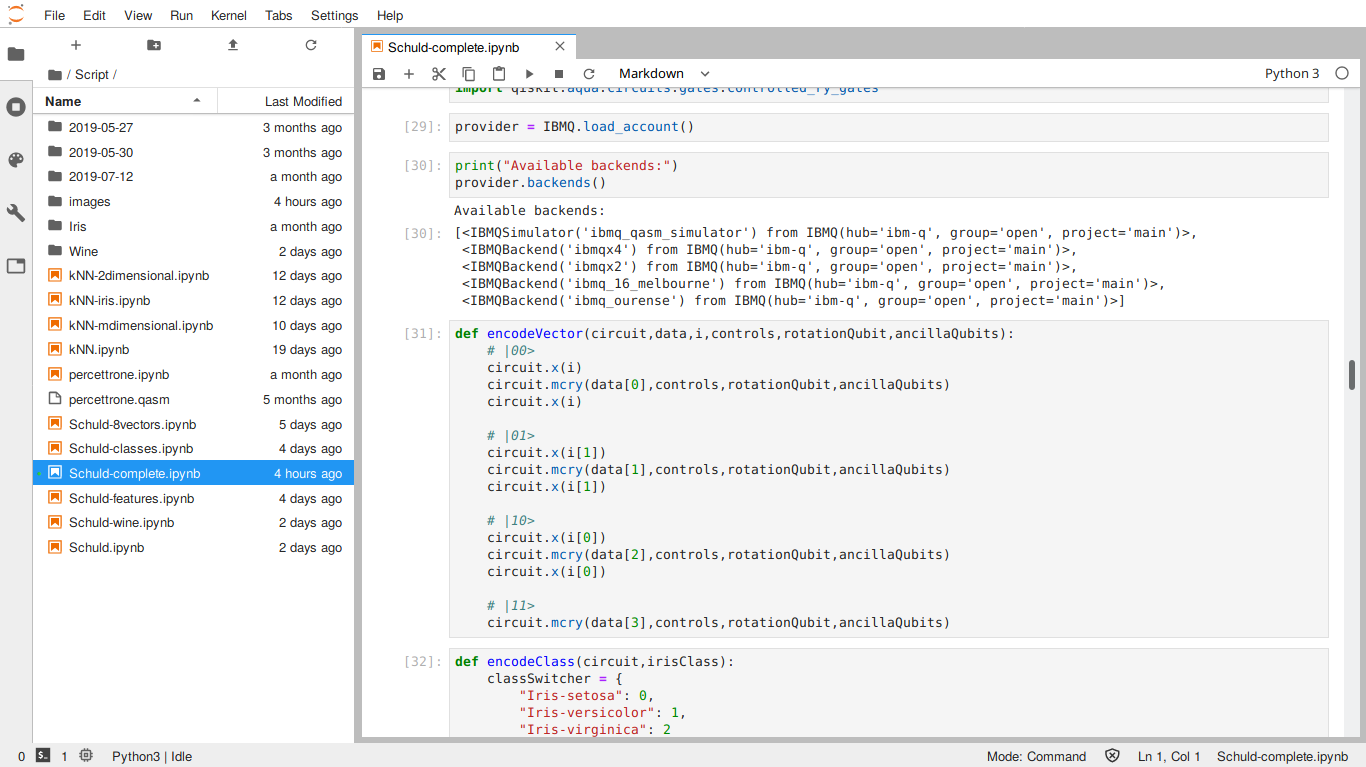 File Edit View Run Kernel Tabs Settings Help
/ Script /
Name Last Modified
2019-05-27 3 months ago
2019-05-30 3 months ago
2019-07-12 a month ago
images 4 hours ago
Iris a month ago
Wine 2 days ago
kNN-2dimensional.ipynb 12 days ago
kNN-iris.ipynb 12 days ago
kNN-mdimensional.ipynb 10 days ago
kNN.ipynb 19 days ago
percettrone.ipynb a month ago
percettrone.qasm 5 months ago
Schuld-8vectors.ipynb 5 days ago
Schuld-classes.ipynb 4 days ago
Schuld-complete.ipynb 4 hours ago
Schuld-features.ipynb 4 days ago
Schuld-wine.ipynb 2 days ago
Schuld.ipynb 2 days ago
Schuld-complete.ipynb
Markdown Python 3
import qiskit.aqua.circuits.gates.controlled_ry_gates
[29]: provider = IBMQ.load_account()
[30]: print("Available backends:")
provider.backends()
Available backends:
[30]: [<IBMQSimulator('ibmq_qasm_simulator') from IBMQ(hub='ibm-q', group='open', project='main')>,
<IBMQBackend('ibmqx4') from IBMQ(hub='ibm-q', group='open', project='main')>,
<IBMQBackend('ibmqx2') from IBMQ(hub='ibm-q', group='open', project='main')>,
<IBMQBackend('ibmq_16_melbourne') from IBMQ(hub='ibm-q', group='open', project='main')>,
<IBMQBackend('ibmq_ourense') from IBMQ(hub='ibm-q', group='open', project='main')>]
[31]: def encodeVector(circuit,data,i,controls,rotationQubit,ancillaQubits):
# |00>
circuit.x(i)
circuit.mcry(data[0],controls,rotationQubit,ancillaQubits)
circuit.x(i)
# |01>
circuit.x(i[1])
circuit.mcry(data[1],controls,rotationQubit,ancillaQubits)
circuit.x(i[1])
# |10>
circuit.x(i[0])
circuit.mcry(data[2],controls,rotationQubit,ancillaQubits)
circuit.x(i[0])
# |11>
circuit.mcry(data[3],controls,rotationQubit,ancillaQubits)
[32]: def encodeClass(circuit,irisClass):
classSwitcher = {
"Iris-setosa": 0,
"Iris-versicolor": 1,
"Iris-virginica": 2
0 $_ 1 Python3 | Idle Mode: Command Ln 1, Col 1 Schuld-complete.ipynb